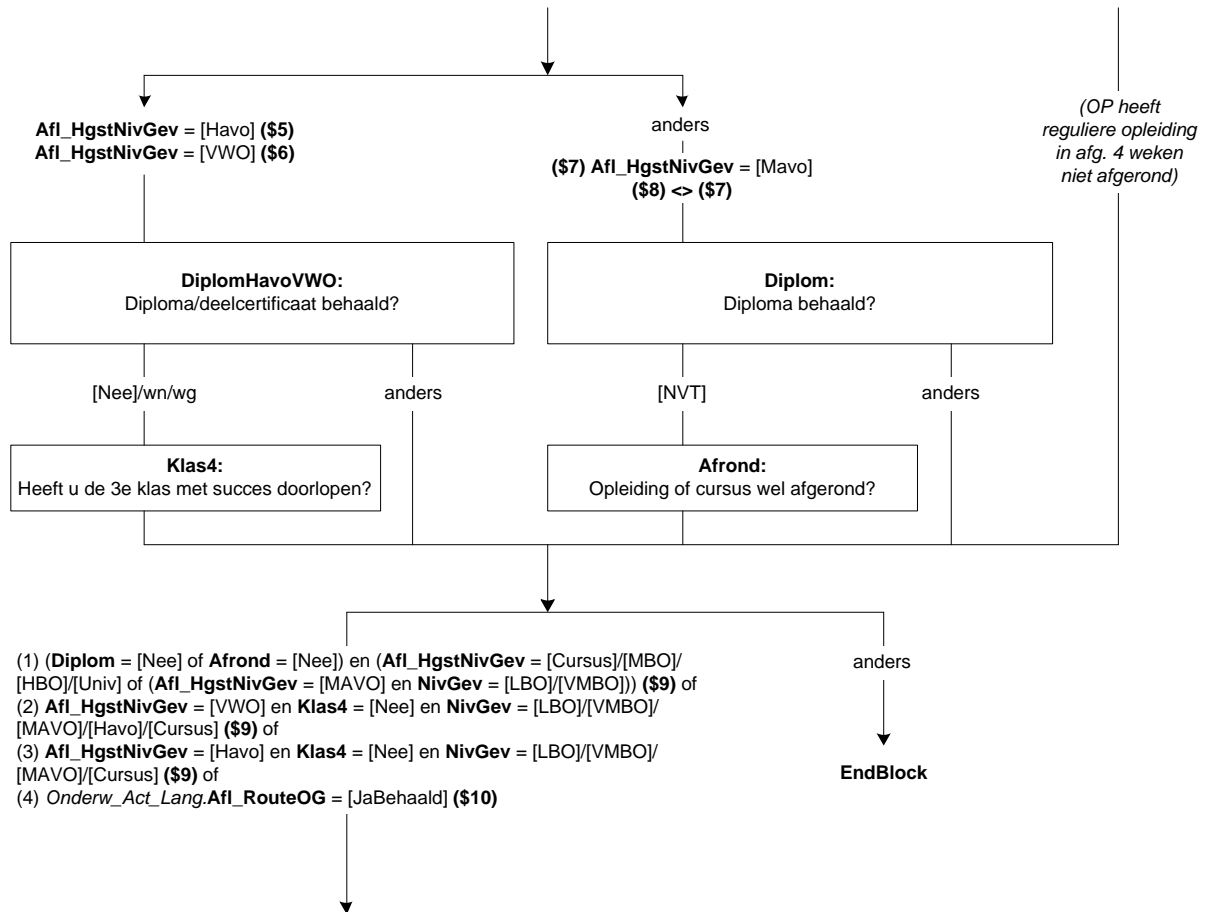 (OP heeft
reguliere opleiding
in afg. 4 weken
niet afgerond)
Afl_HgstNivGev = [Havo] ($5)
Afl_HgstNivGev = [VWO] ($6)
anders
($7) Afl_HgstNivGev = [Mavo]
($8) <> ($7)
DiplomHavoVWO:
Diploma/deelcertificaat behaald?
Diplom:
Diploma behaald?
[Nee]/wn/wg
anders
[NVT]
anders
Klas4:
Heeft u de 3e klas met succes doorlopen?
Afrond:
Opleiding of cursus wel afgerond?
(1) (Diplom = [Nee] of Afrond = [Nee]) en (Afl_HgstNivGev = [Cursus]/[MBO]/
[HBO]/[Univ] of (Afl_HgstNivGev = [MAVO] en NivGev = [LBO]/[VMBO])) ($9) of
(2) Afl_HgstNivGev = [VWO] en Klas4 = [Nee] en NivGev = [LBO]/[VMBO]/
[MAVO]/[Havo]/[Cursus] ($9) of
(3) Afl_HgstNivGev = [Havo] en Klas4 = [Nee] en NivGev = [LBO]/[VMBO]/
[MAVO]/[Cursus] ($9) of
(4) Onderw_Act_Lang.Afl_RouteOG = [JaBehaald] ($10)
anders
EndBlock